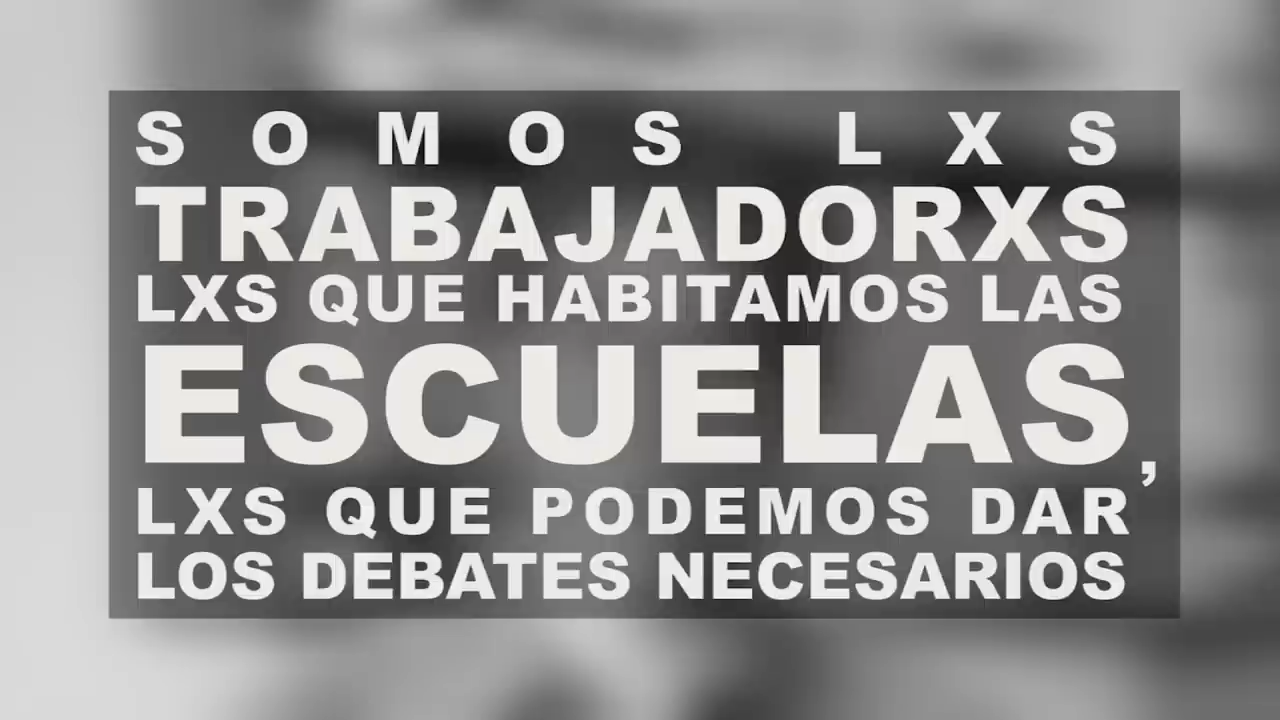 SOMOS LXS
TRABAJADORXS
LXS QUE HABITAMOS LAS
ESCUELAS,
LXS QUE PODEMOS DAR
LOS DEBATES NECESARIOS